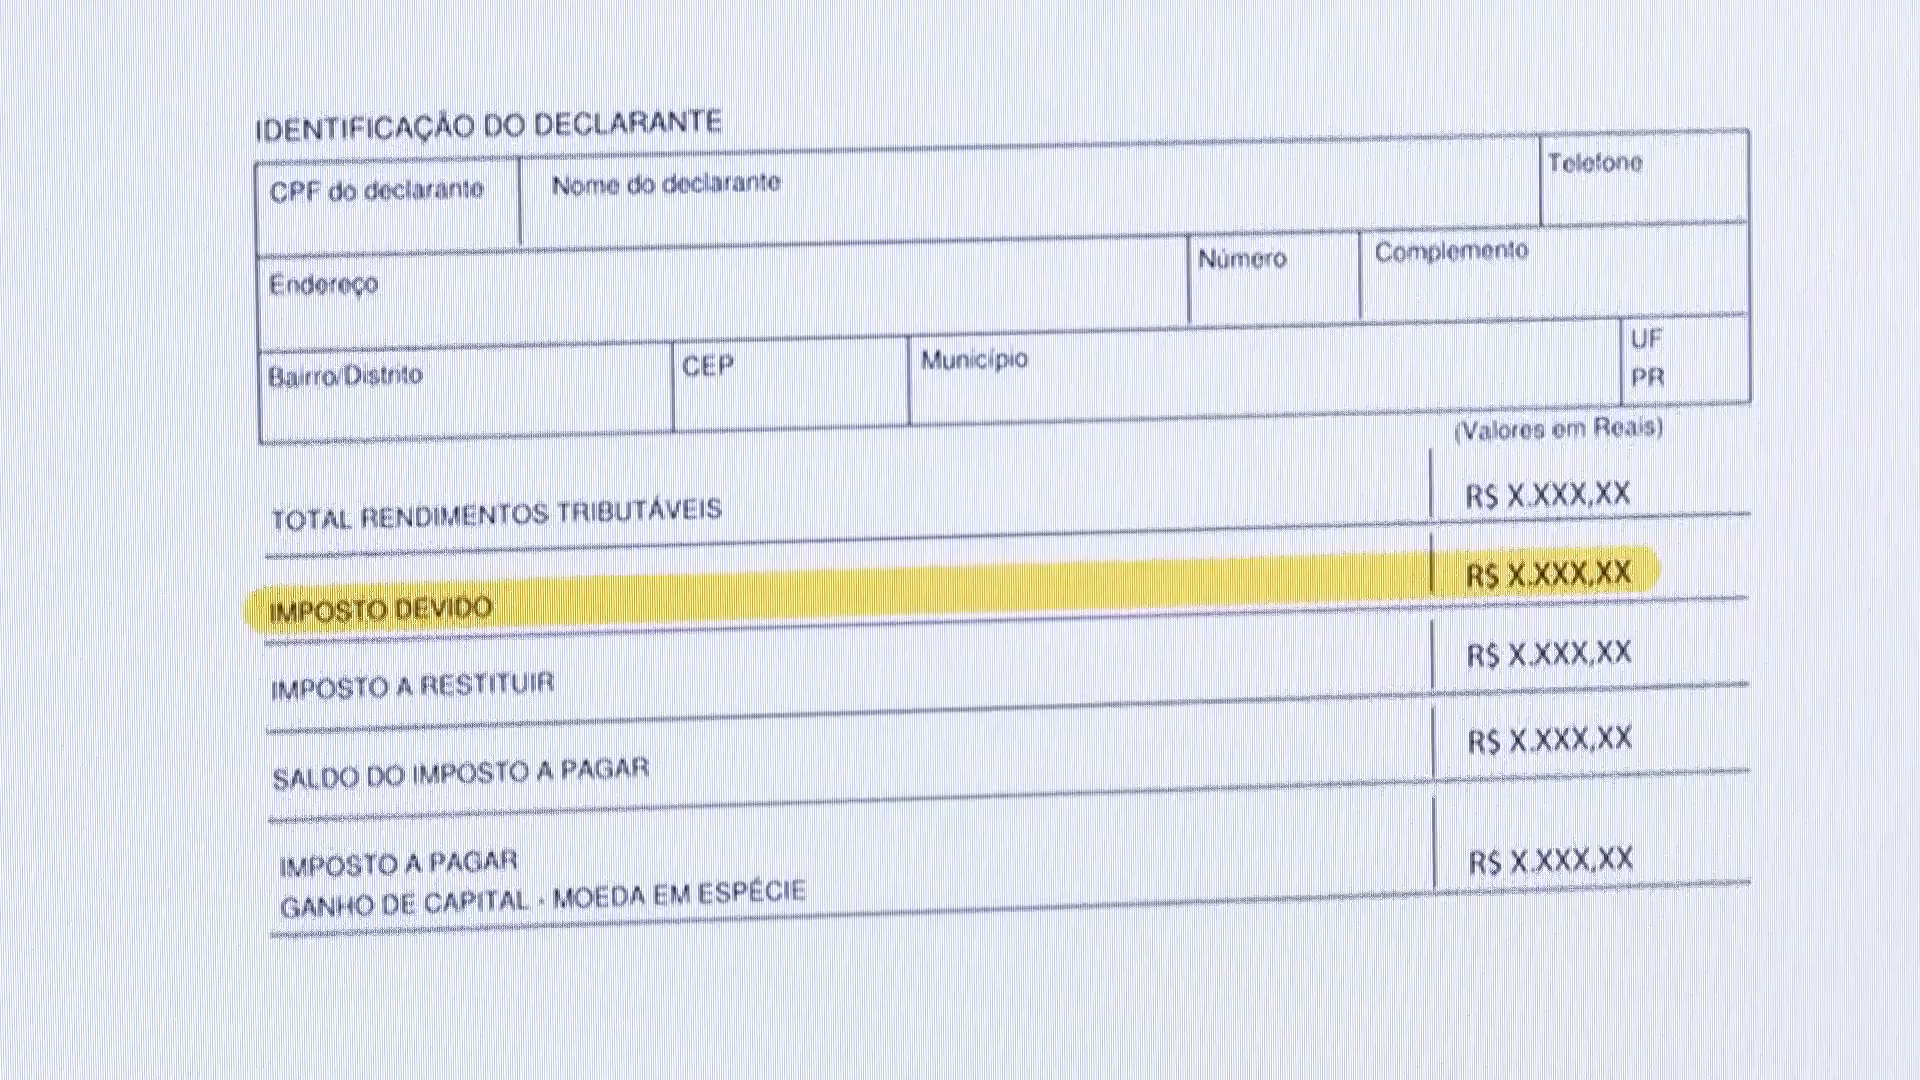 IDENTIFICAÇÃO DO DECLARANTE
CPF do declarante Nome do declarante Telefone
Endereço Número Complemento
Bairro/Distrito CEP Município UF
PR
(Valores em Reais)
TOTAL RENDIMENTOS TRIBUTÁVEIS R$ X.XXX,XX
IMPOSTO DEVIDO R$ X.XXX,XX
IMPOSTO A RESTITUIR R$ X.XXX,XX
SALDO DO IMPOSTO A PAGAR R$ X.XXX,XX
IMPOSTO A PAGAR
GANHO DE CAPITAL - MOEDA EM ESPÉCIE R$ X.XXX,XX